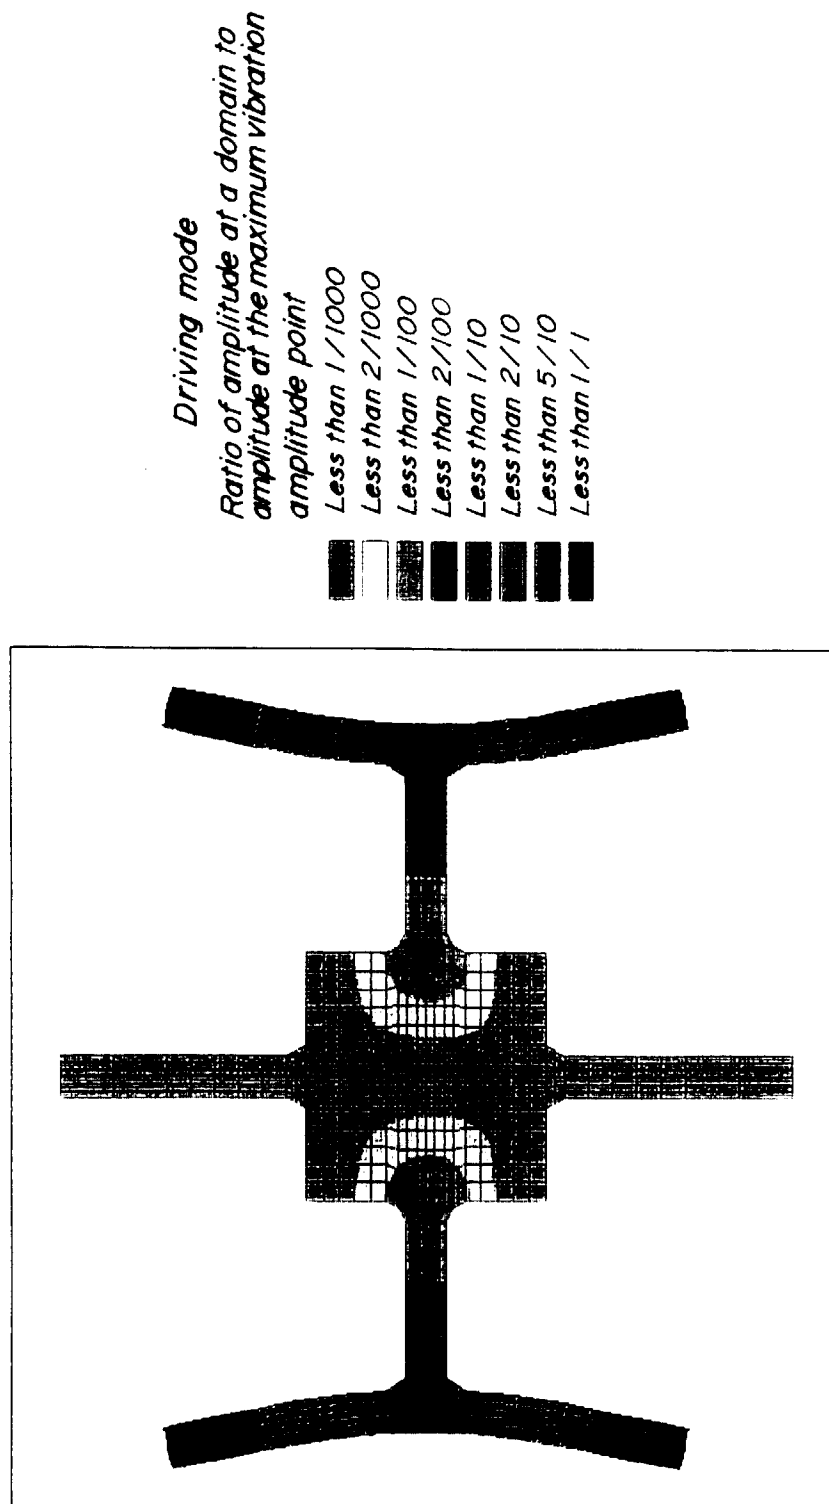 Driving mode
Ratio of amplitude at a domain to
amplitude at the maximum vibration
amplitude point
Less than 1/1000
Less than 2/1000
Less than 1/100
Less than 2/100
Less than 1/10
Less than 2/10
Less than 5/10
Less than 1/1